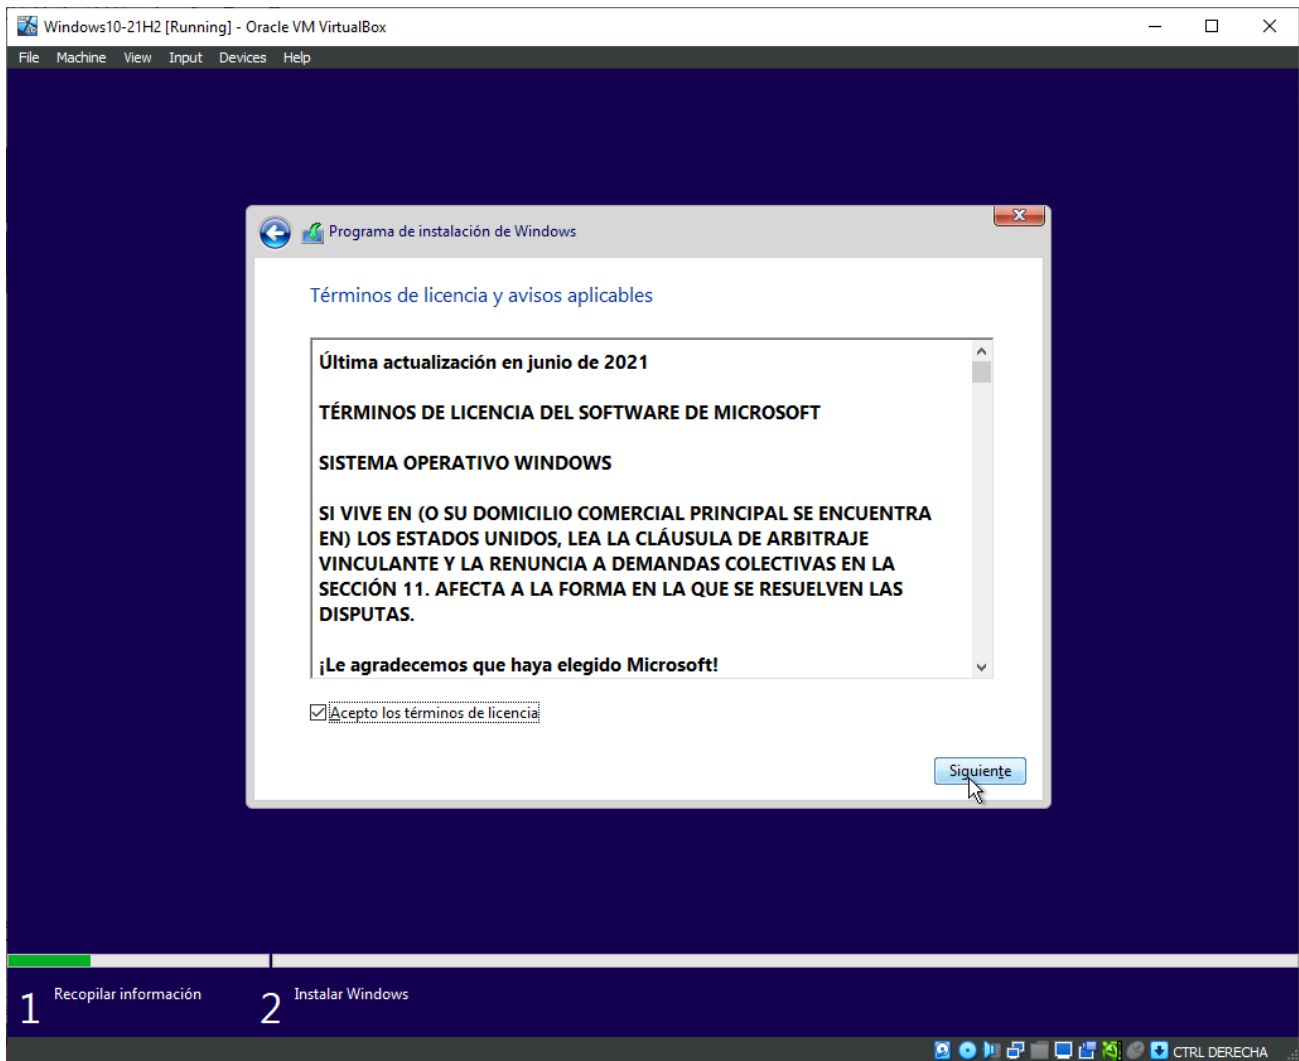 Windows10-21H2 [Running] - Oracle VM VirtualBox
File Machine View Input Devices Help
Programa de instalación de Windows
Términos de licencia y avisos aplicables
Última actualización en junio de 2021
TÉRMINOS DE LICENCIA DEL SOFTWARE DE MICROSOFT
SISTEMA OPERATIVO WINDOWS
SI VIVE EN (O SU DOMICILIO COMERCIAL PRINCIPAL SE ENCUENTRA
EN) LOS ESTADOS UNIDOS, LEA LA CLÁUSULA DE ARBITRAJE
VINCULANTE Y LA RENUNCIA A DEMANDAS COLECTIVAS EN LA
SECCIÓN 11. AFECTA A LA FORMA EN LA QUE SE RESUELVEN LAS
DISPUTAS.
¡Le agradecemos que haya elegido Microsoft!
Acepto los términos de licencia
Siguiente
1 Recopilar información
2 Instalar Windows
CTRL DERECHA